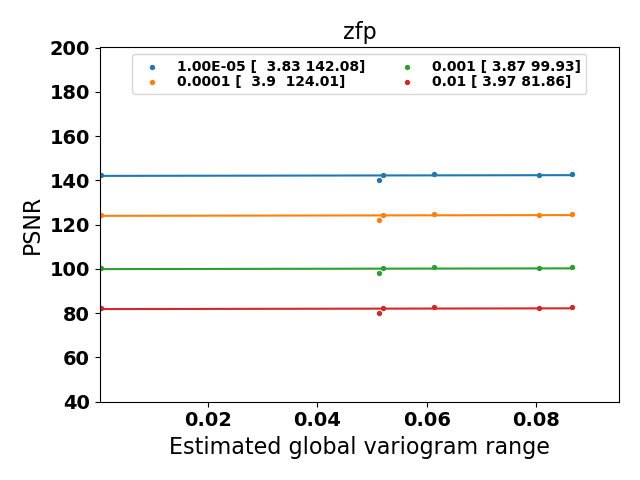 zfp
1.00E-05 [  3.83 142.08]
0.0001 [  3.9  124.01]
0.001 [ 3.87 99.93]
0.01 [ 3.97 81.86]
200
180
160
140
120
100
80
60
40
PSNR
0.02 0.04 0.06 0.08
Estimated global variogram range